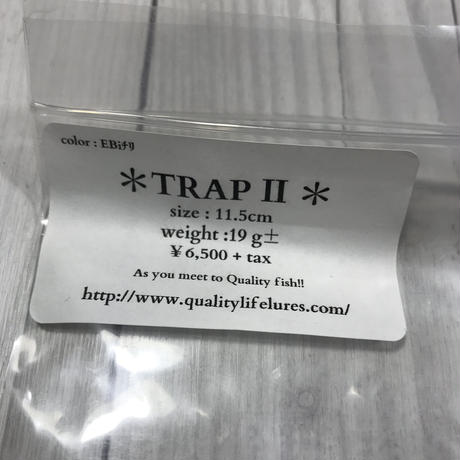 color : EBiチリ
＊TRAP II ＊
size : 11.5cm
weight :19 g±
¥ 6,500 + tax
As you meet to Quality fish!!
http://www.qualitylifelures.com/